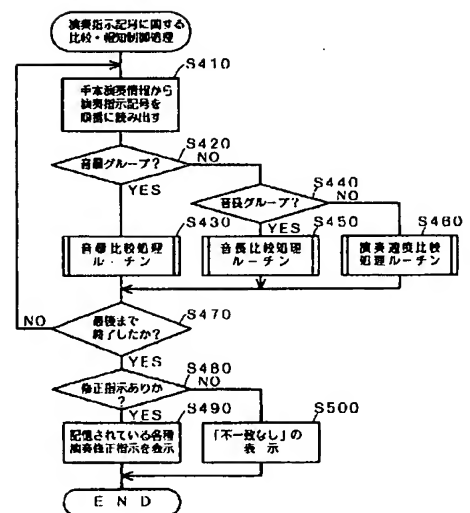 演奏指示記号に関する
比較・報知制御処理
S410
手本演奏情報から
演奏指示記号を
順番に読み出す
S420
音量グループ?
NO
YES
S440
音長グループ?
NO
YES
S430
音量比較処理
ルーチン
S450
音長比較処理
ルーチン
S460
演奏速度比較
処理ルーチン
S470
最後まで
終了したか?
NO
YES
S480
修正指示ありか
?
NO
YES
S490
記憶されている各種
演奏修正指示を表示
S500
「不一致なし」の
表示
END